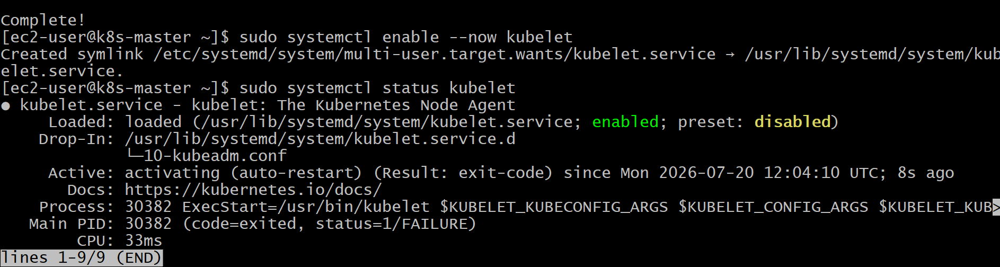 Complete!
[ec2-user@k8s-master ~]$ sudo systemctl enable --now kubelet
Created symlink /etc/systemd/system/multi-user.target.wants/kubelet.service → /usr/lib/systemd/system/kub
elet.service.
[ec2-user@k8s-master ~]$ sudo systemctl status kubelet
● kubelet.service - kubelet: The Kubernetes Node Agent
     Loaded: loaded (/usr/lib/systemd/system/kubelet.service; enabled; preset: disabled)
    Drop-In: /usr/lib/systemd/system/kubelet.service.d
             └─10-kubeadm.conf
     Active: activating (auto-restart) (Result: exit-code) since Mon 2026-07-20 12:04:10 UTC; 8s ago
       Docs: https://kubernetes.io/docs/
    Process: 30382 ExecStart=/usr/bin/kubelet $KUBELET_KUBECONFIG_ARGS $KUBELET_CONFIG_ARGS $KUBELET_KUB>
   Main PID: 30382 (code=exited, status=1/FAILURE)
        CPU: 33ms
lines 1-9/9 (END)